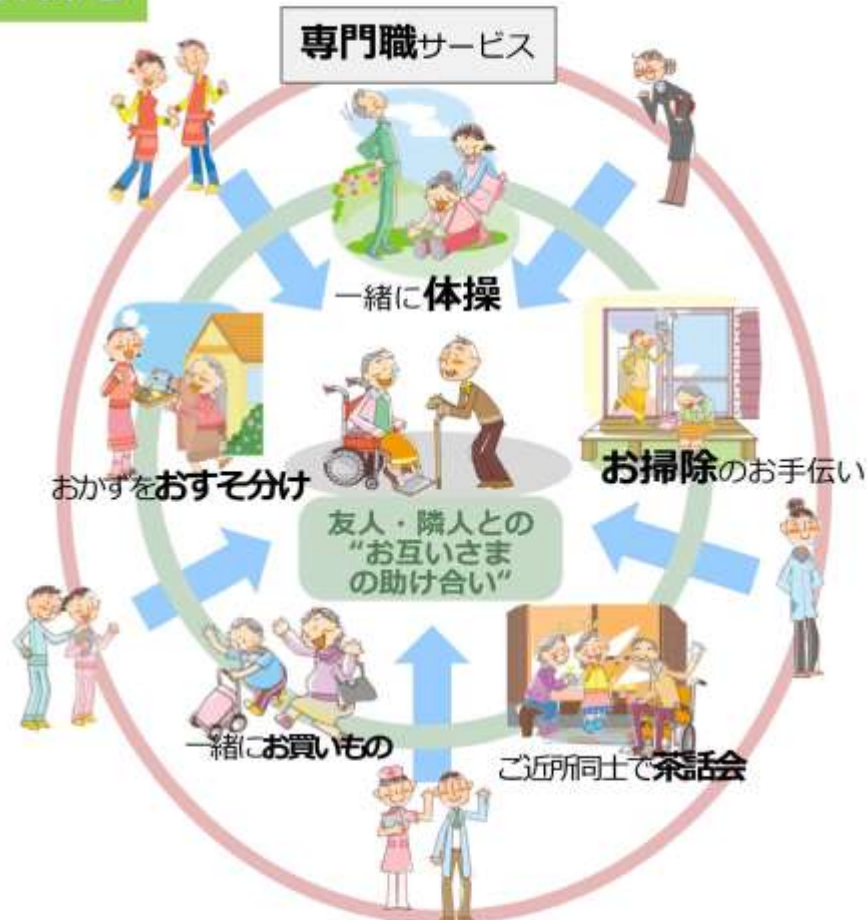 専門職サービス
一緒に体操
おかずをおすそ分け
お掃除のお手伝い
友人・隣人との
“お互いさま
の助け合い”
一緒にお買いもの
ご近所同士で茶話会